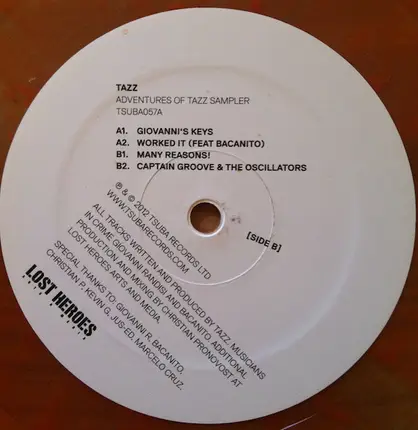 TAZZ
ADVENTURES OF TAZZ SAMPLER
TSUBA057A
A1. GIOVANNI'S KEYS
A2. WORKED IT (FEAT BACANITO)
B1. MANY REASONS!
B2. CAPTAIN GROOVE & THE OSCILLATORS
[SIDE B]
℗ & © 2012 TSUBA RECORDS LTD
WWW.TSUBARECORDS.COM
ALL TRACKS WRITTEN AND PRODUCED BY TAZZ. MUSICIANS
IN CRIME GIOVANNI RANDISI AND BACANITO. ADDITIONAL
PRODUCTION AND MIXING BY CHRISTIAN PRONOVOST AT
LOST HEROES ARTS AND MEDIA.
SPECIAL THANKS TO: GIOVANNI R, BACANITO,
CHRISTIAN P, KEVIN G, JUS-ED, MARCELO CRUZ.
LOST HEROES